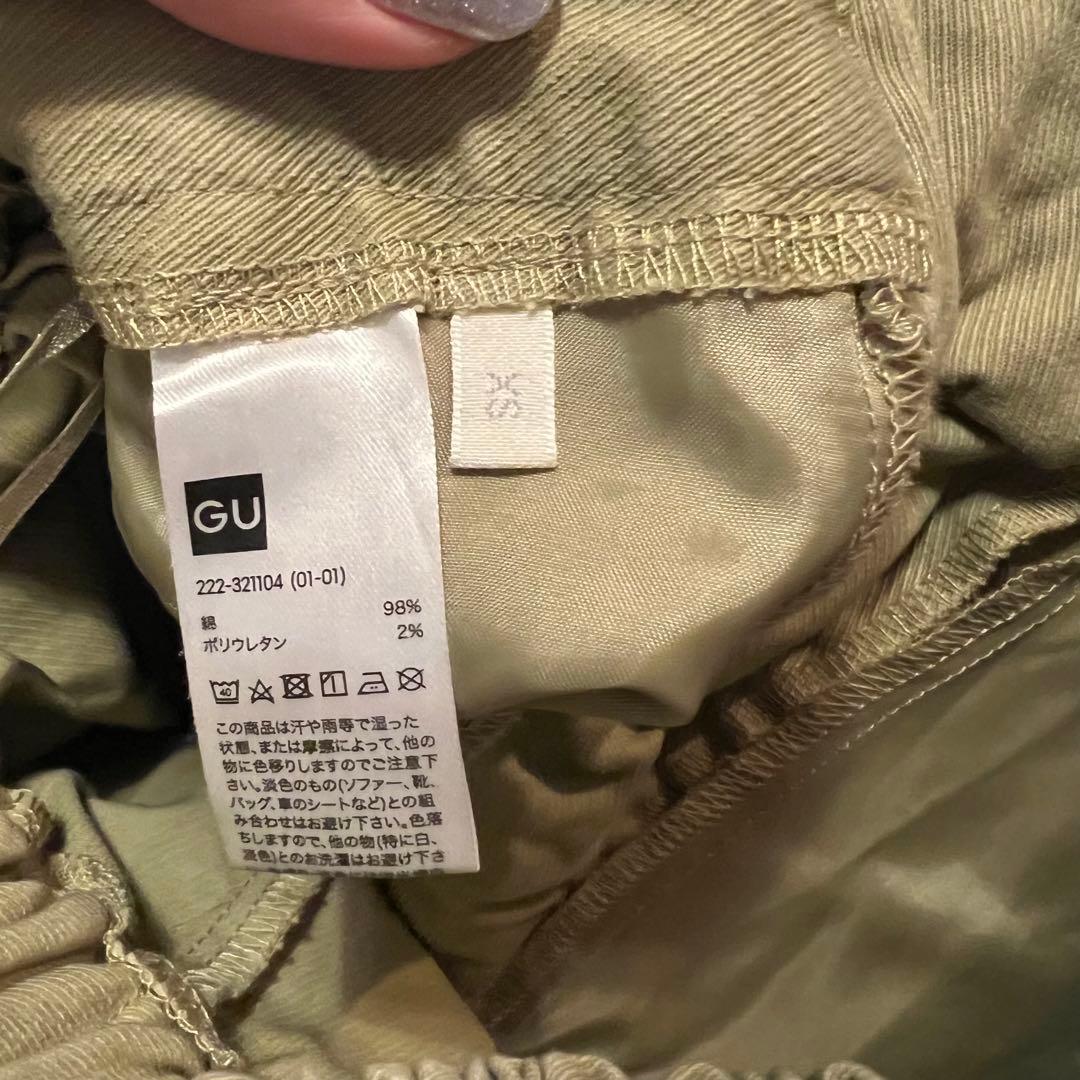 GU
222-321104 (01-01)
綿 98%
ポリウレタン 2%
40
この商品は汗や雨等で湿った
状態、または摩擦によって、他の
物に色移りしますのでご注意下
さい。淡色のもの(ソファー、靴、
バッグ、車のシートなど)との組
み合わせはお避け下さい。色落
ちしますので、他の物(特に白、
淡色)とのお洗濯はお避け下さ
XS